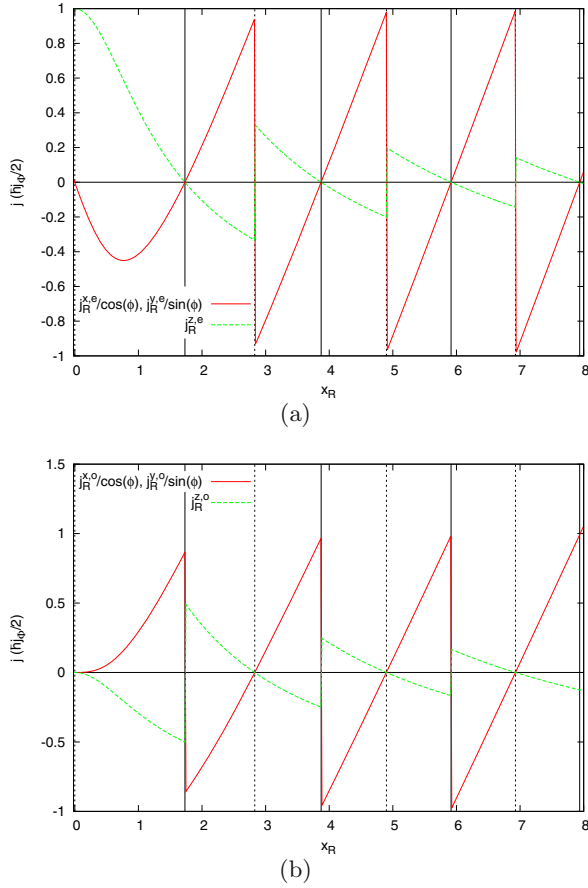 1
0.8
0.6
0.4
0.2
0
-0.2
-0.4
-0.6
-0.8
-1
j (ħj_Φ/2)
j_R^{x,e}/cos(ϕ), j_R^{y,e}/sin(ϕ)
j_R^{z,e}
0 1 2 3 4 5 6 7 8
x_R
(a)
1.5
1
0.5
0
-0.5
-1
j (ħj_Φ/2)
j_R^{x,o}/cos(ϕ), j_R^{y,o}/sin(ϕ)
j_R^{z,o}
0 1 2 3 4 5 6 7 8
x_R
(b)